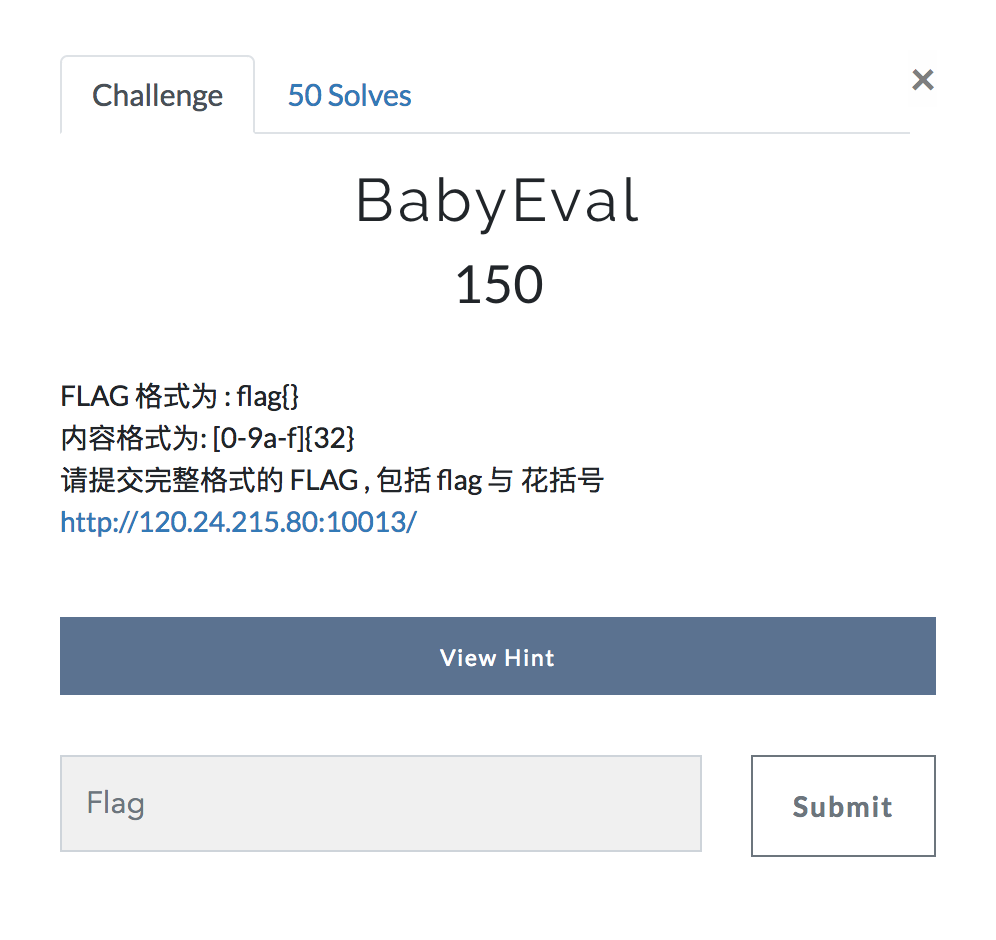 Challenge
50 Solves
×
BabyEval
150
FLAG 格式为 : flag{}
内容格式为: [0-9a-f]{32}
请提交完整格式的 FLAG , 包括 flag 与 花括号
http://120.24.215.80:10013/
View Hint
Flag
Submit